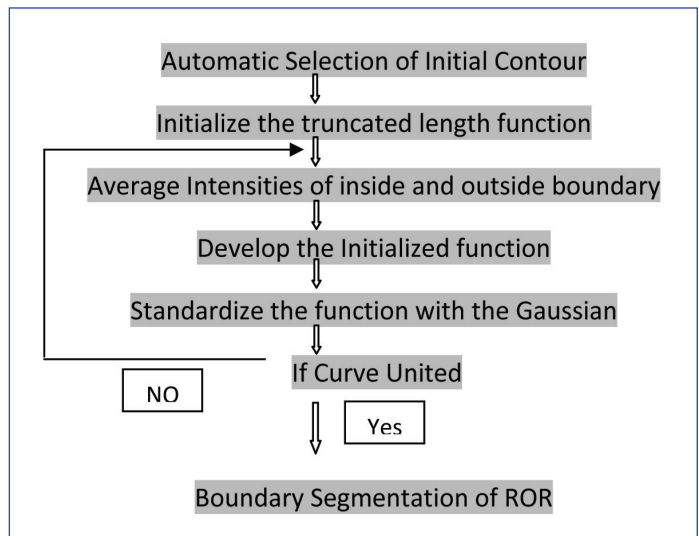 Automatic Selection of Initial Contour
Initialize the truncated length function
Average Intensities of inside and outside boundary
Develop the Initialized function
Standardize the function with the Gaussian
If Curve United
NO
Yes
Boundary Segmentation of ROR